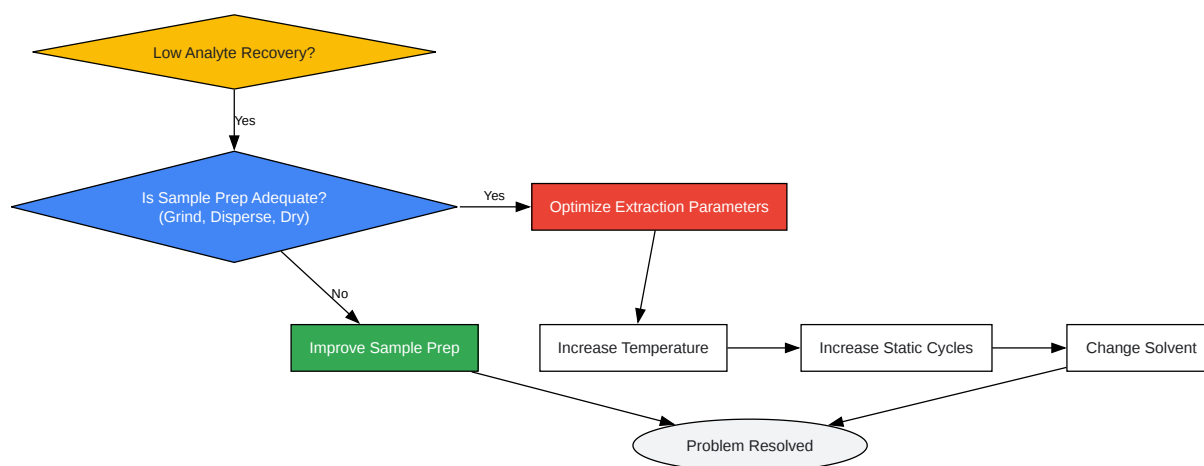 Low Analyte Recovery?
Yes
Is Sample Prep Adequate?
(Grind, Disperse, Dry)
Yes
Optimize Extraction Parameters
No
Improve Sample Prep
Increase Temperature
Increase Static Cycles
Change Solvent
Problem Resolved